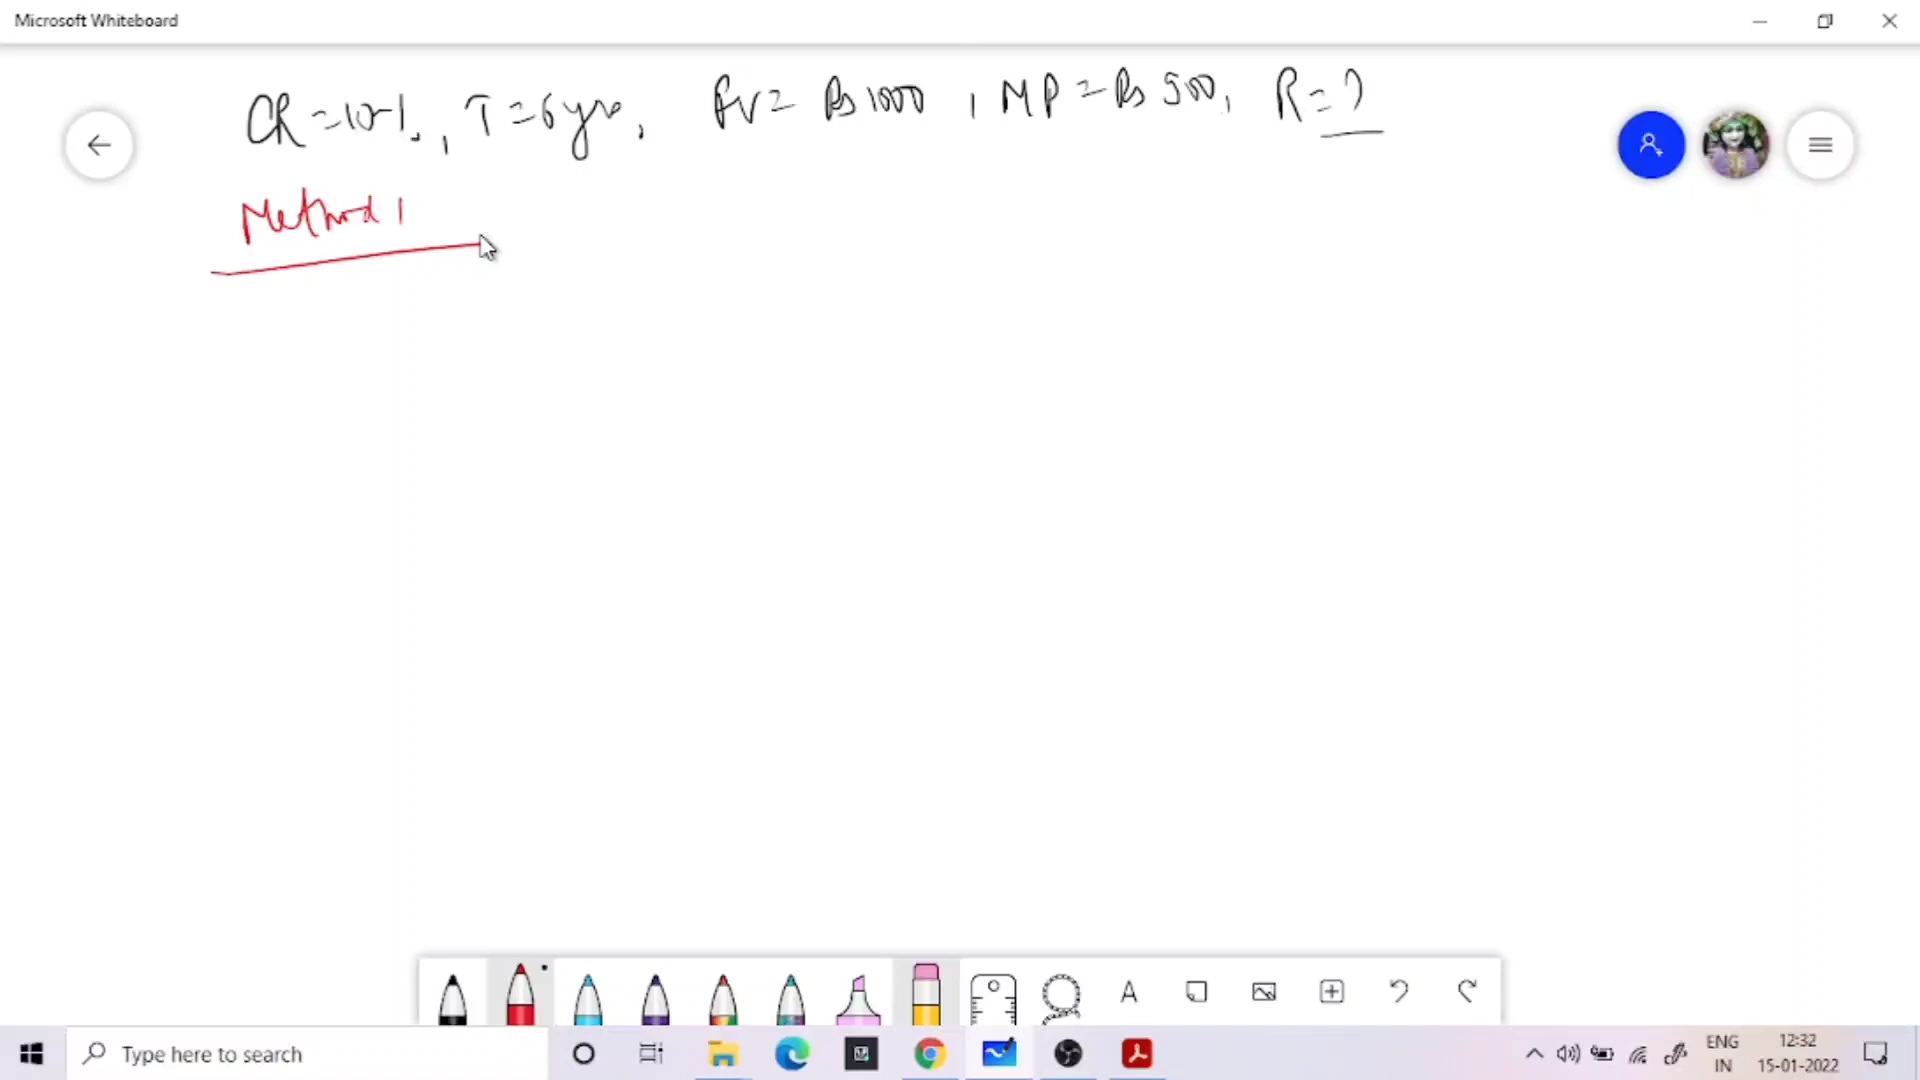 Microsoft Whiteboard
CR = 10%, T = 6 yrs, FV = Rs 1000, MP = Rs 500, R = ?
Method 1
A
Type here to search
ENG
IN
12:32
15-01-2022